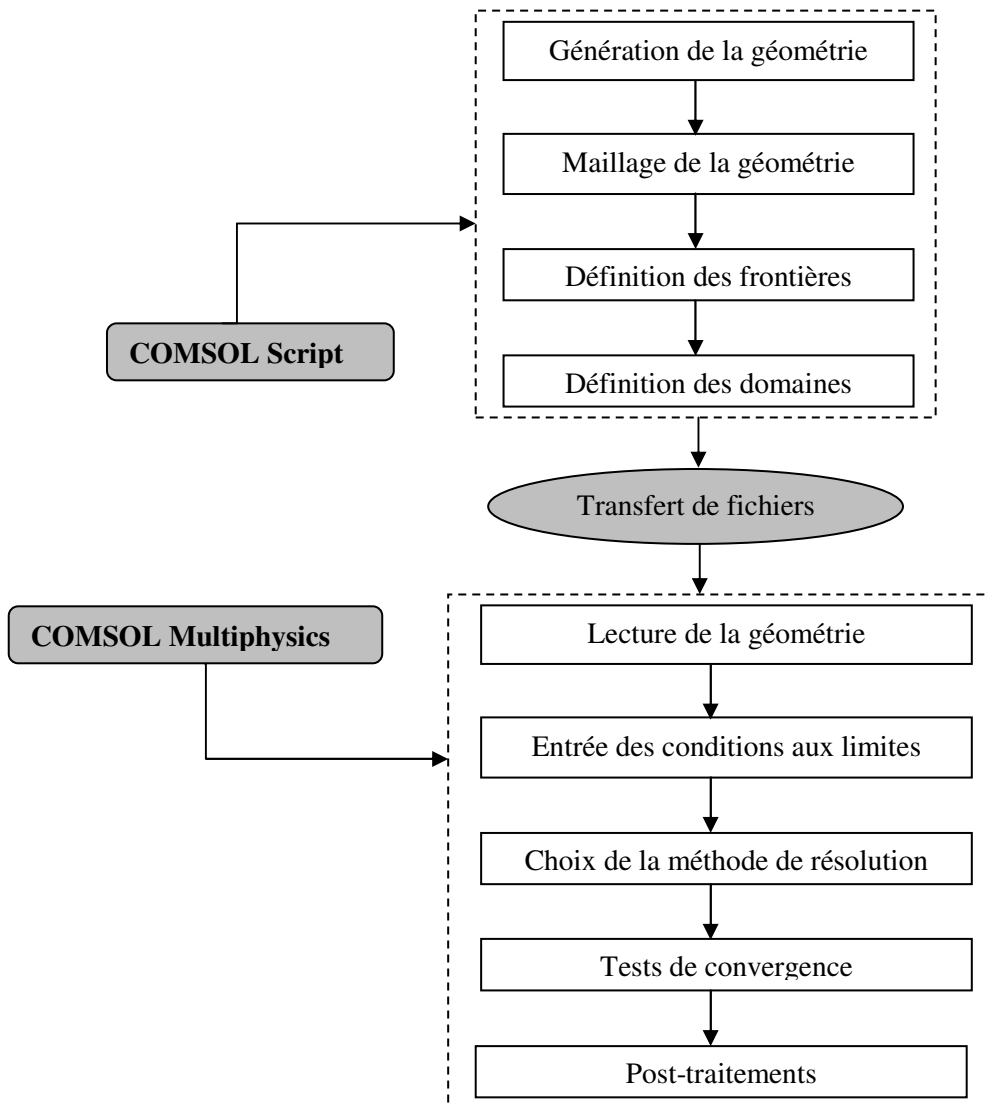 Génération de la géométrie
Maillage de la géométrie
Définition des frontières
COMSOL Script
Définition des domaines
Transfert de fichiers
COMSOL Multiphysics
Lecture de la géométrie
Entrée des conditions aux limites
Choix de la méthode de résolution
Tests de convergence
Post-traitements